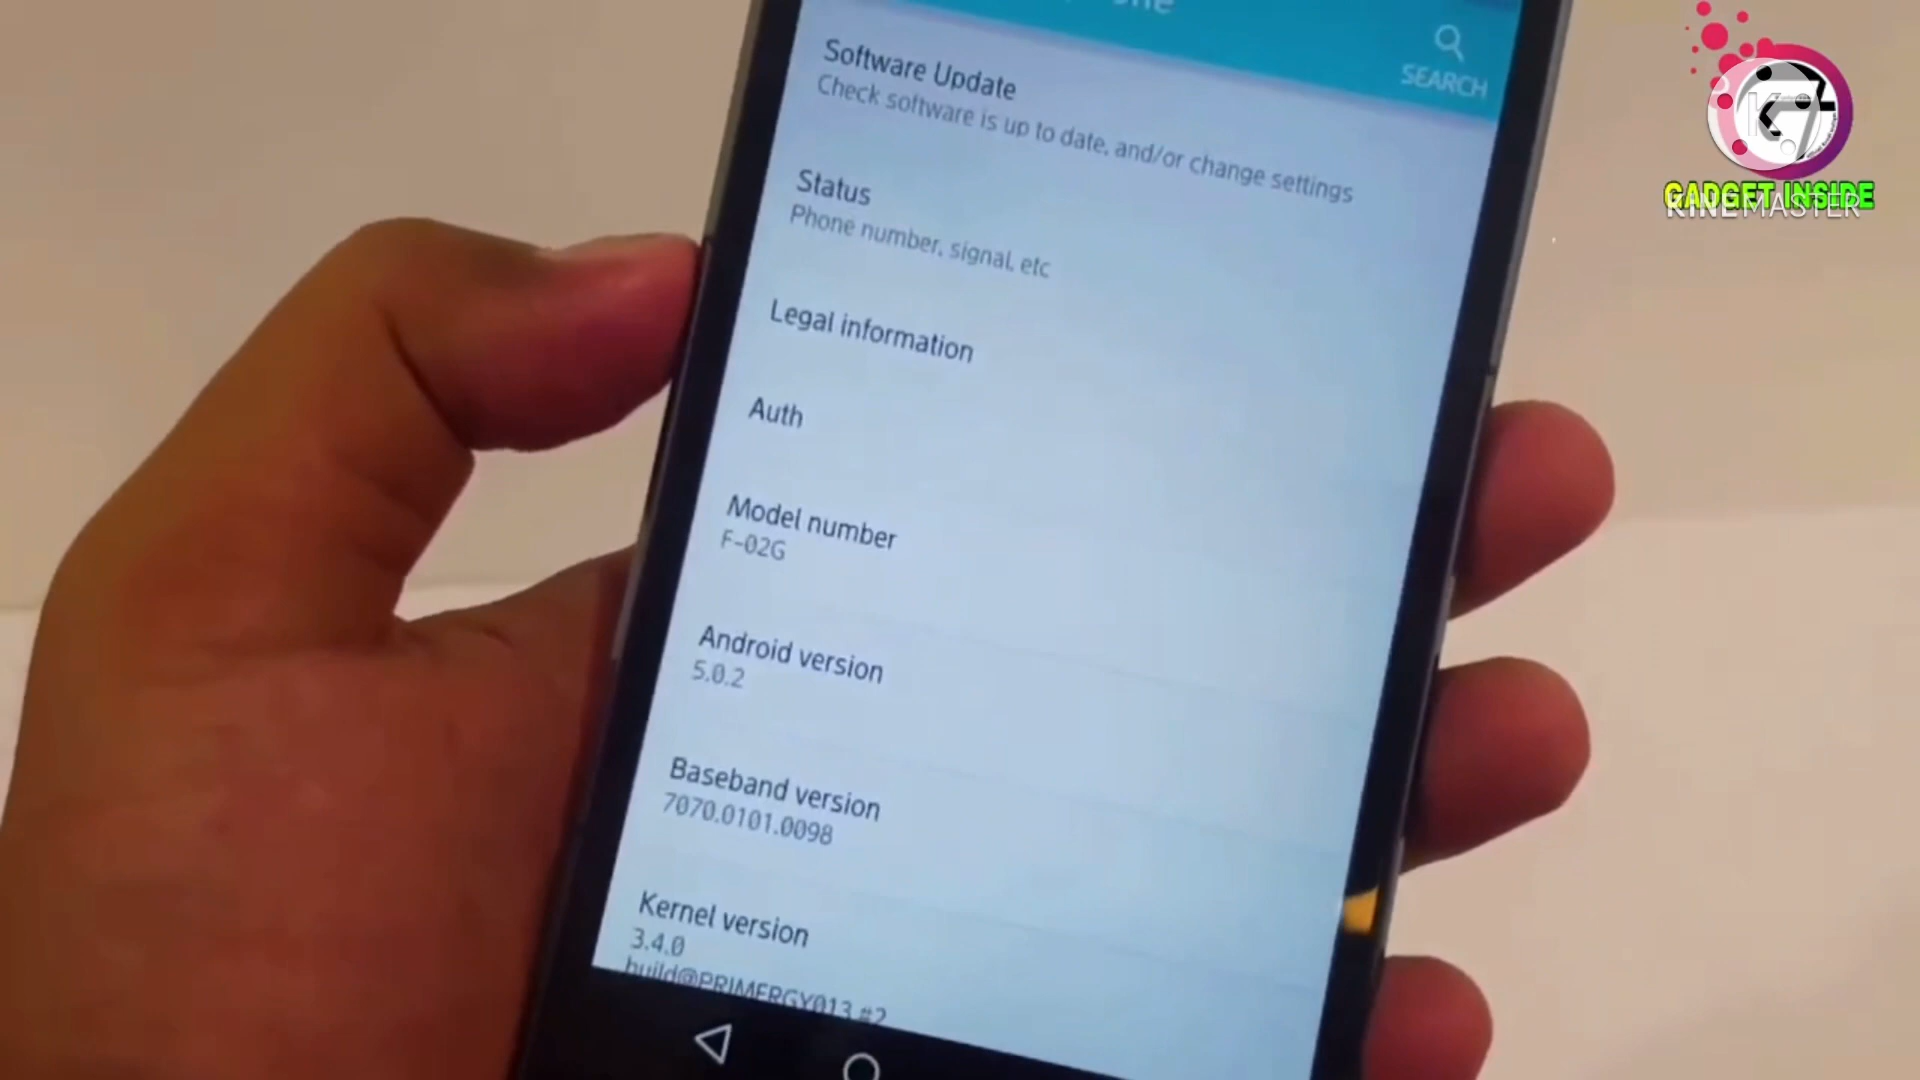 SEARCH
Software Update
Check software is up to date, and/or change settings
Status
Phone number, signal, etc
Legal information
Auth
Model number
F-02G
Android version
5.0.2
Baseband version
7070.0101.0098
Kernel version
3.4.0
build@PRIMERGY013 #2
GADGET INSIDE
KINEMASTER